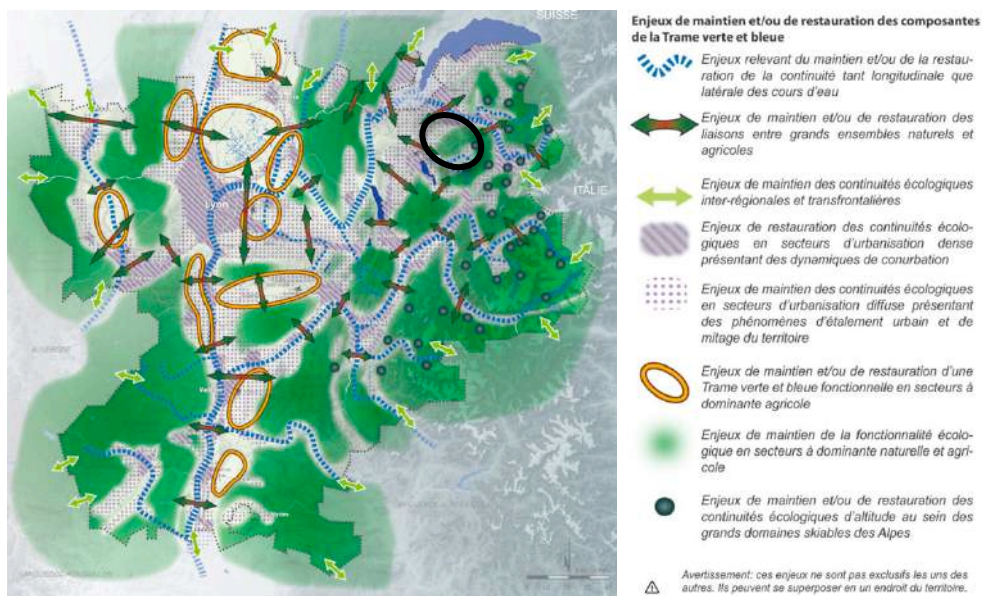 SUISSE
Enjeux de maintien et/ou de restauration des composantes
de la Trame verte et bleue
Enjeux relevant du maintien et/ou de la restau-
ration de la continuité tant longitudinale que
latérale des cours d'eau
Enjeux de maintien et/ou de restauration des
liaisons entre grands ensembles naturels et
agricoles
ITALIE
Enjeux de maintien des continuités écologiques
inter-régionales et transfrontalières
Lyon
Enjeux de restauration des continuités écolo-
giques en secteurs d'urbanisation dense
présentant des dynamiques de conurbation
Enjeux de maintien des continuités écologiques
en secteurs d'urbanisation diffuse présentant
des phénomènes d'étalement urbain et de
mitage du territoire
Enjeux de maintien et/ou de restauration d'une
Trame verte et bleue fonctionnelle en secteurs à
dominante agricole
Enjeux de maintien de la fonctionnalité écolo-
gique en secteurs à dominante naturelle et agri-
cole
Enjeux de maintien et/ou de restauration des
continuités écologiques d'altitude au sein des
grands domaines skiables des Alpes
Avertissement: ces enjeux ne sont pas exclusifs les uns des
autres. Ils peuvent se superposer en un endroit du territoire.